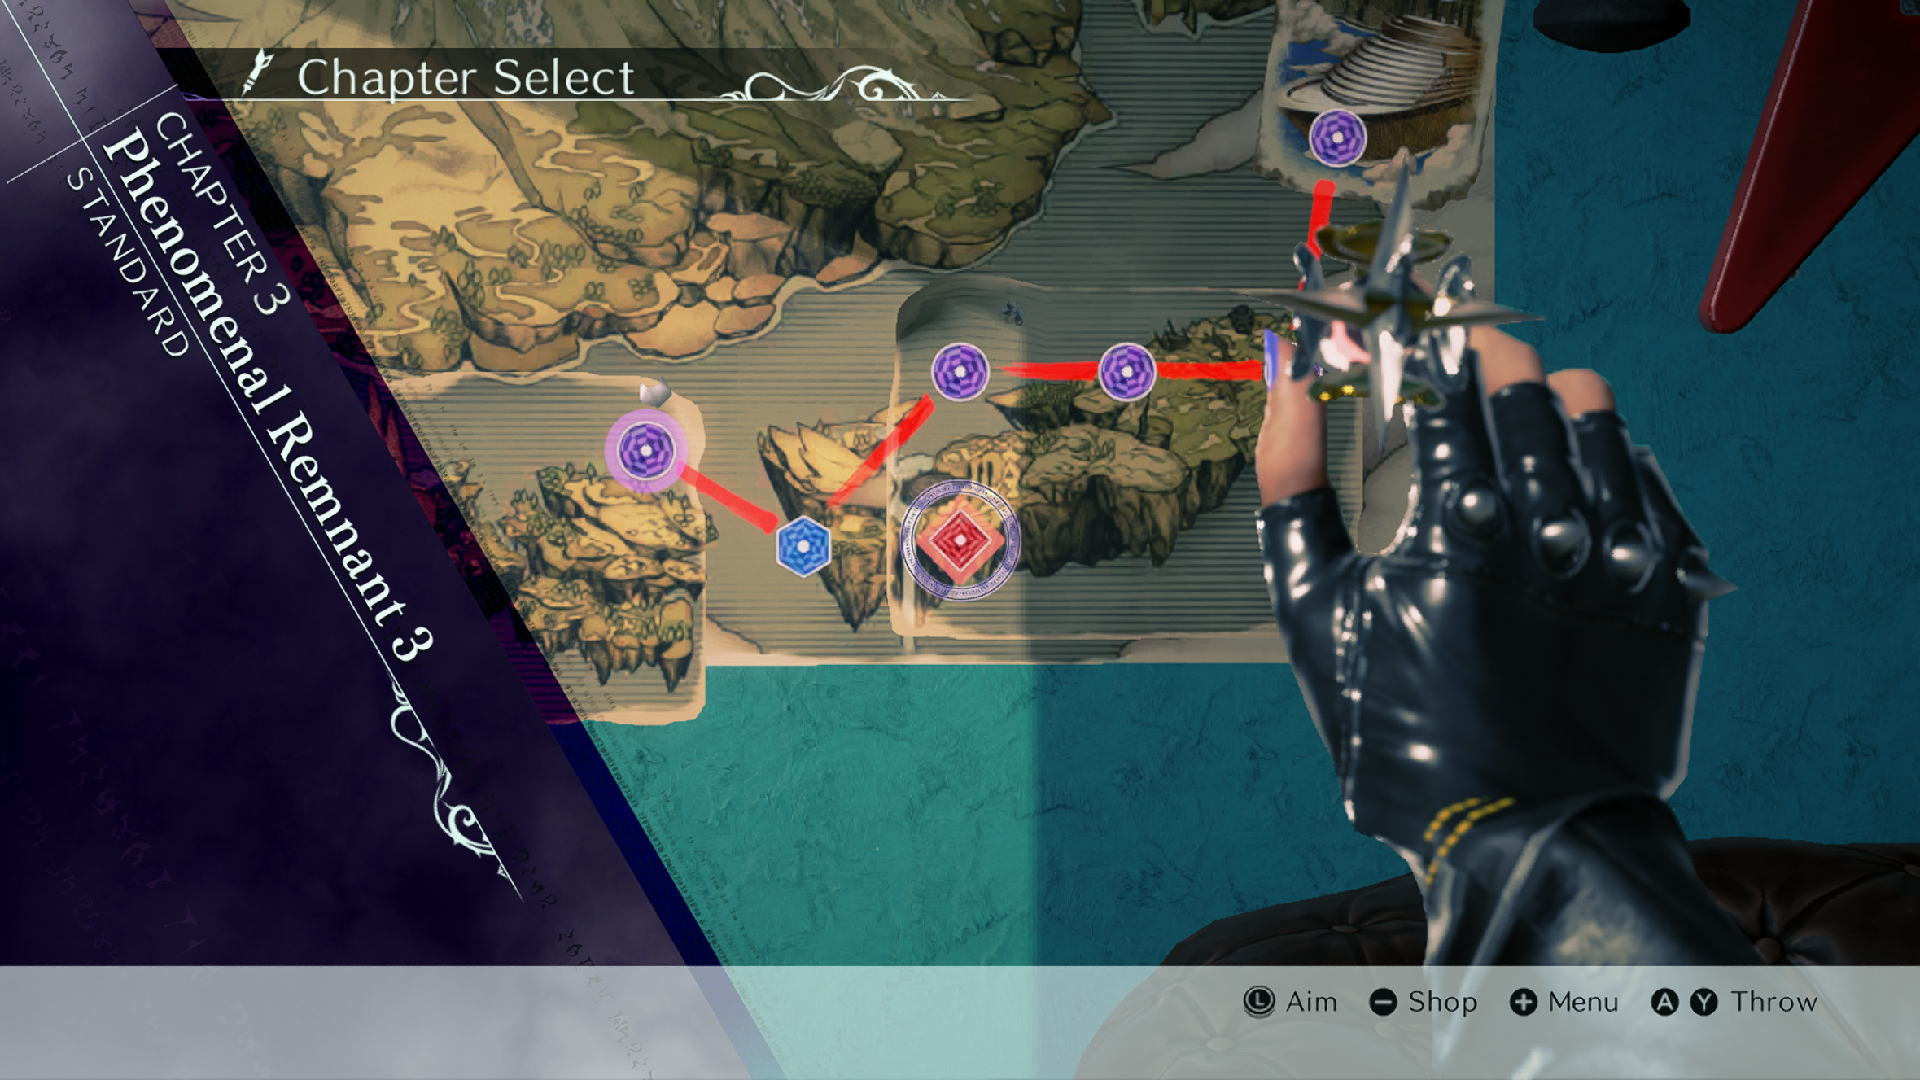 Chapter Select
CHAPTER 3
Phenomenal Remnant 3
STANDARD
L Aim
Shop
Menu
A Y Throw